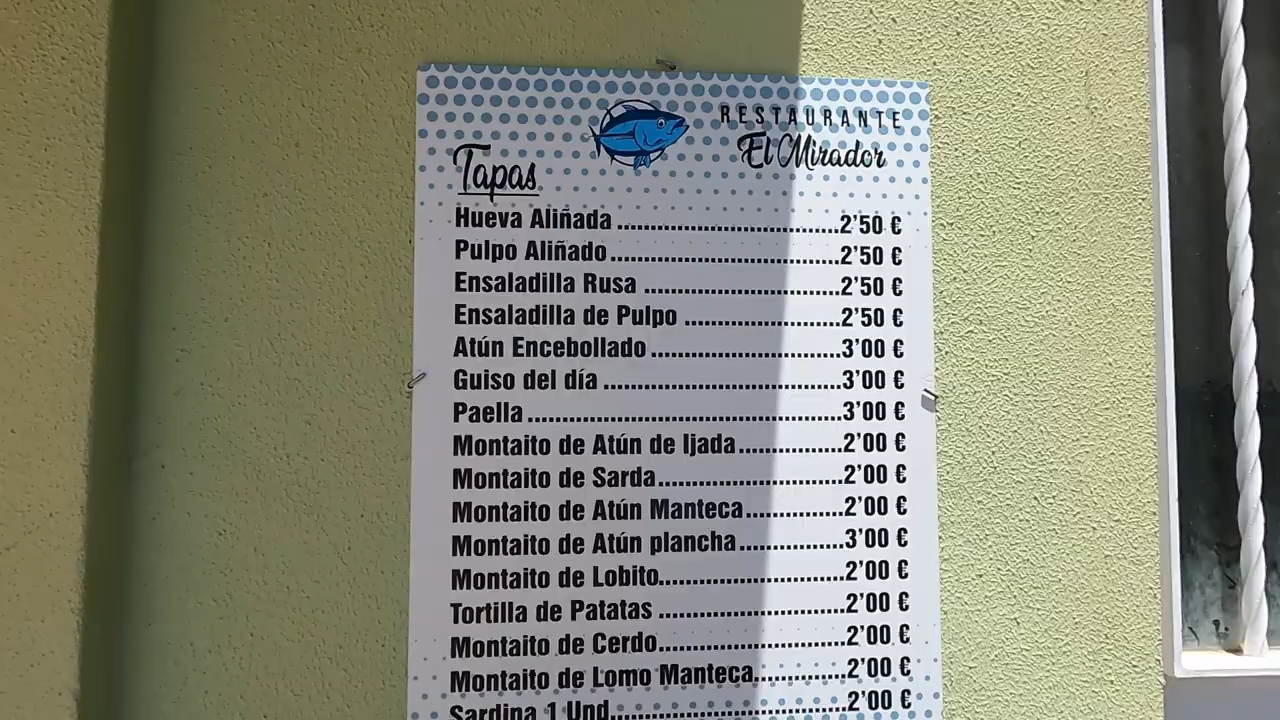 RESTAURANTE
El Mirador
Tapas
Hueva Aliñada ..................................2'50 €
Pulpo Aliñado...................................2'50 €
Ensaladilla Rusa ..............................2'50 €
Ensaladilla de Pulpo ........................2'50 €
Atún Encebollado.............................3'00 €
Guiso del día ....................................3'00 €
Paella................................................3'00 €
Montaito de Atún de Ijada................2'00 €
Montaito de Sarda............................2'00 €
Montaito de Atún Manteca...............2'00 €
Montaito de Atún plancha................3'00 €
Montaito de Lobito............................2'00 €
Tortilla de Patatas ............................2'00 €
Montaito de Cerdo............................2'00 €
Montaito de Lomo Manteca..............2'00 €
Sardina 1 Und...................................2'00 €